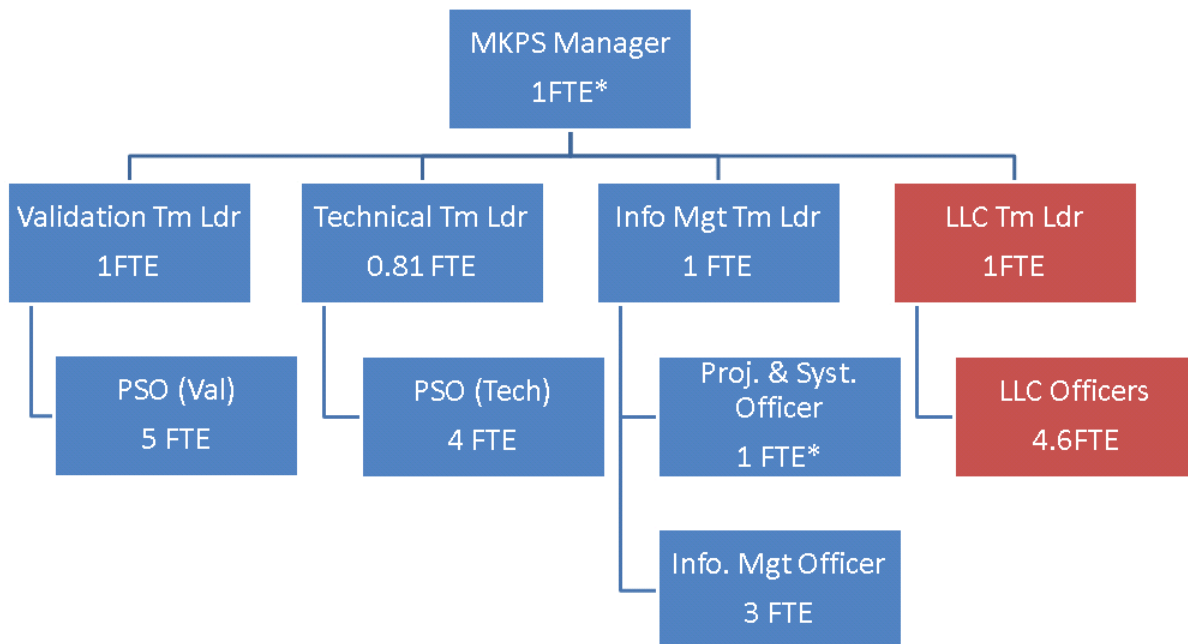 MKPS Manager
1FTE*
Validation Tm Ldr
1FTE
Technical Tm Ldr
0.81 FTE
Info Mgt Tm Ldr
1 FTE
LLC Tm Ldr
1FTE
PSO (Val)
5 FTE
PSO (Tech)
4 FTE
Proj. & Syst.
Officer
1 FTE*
LLC Officers
4.6FTE
Info. Mgt Officer
3 FTE